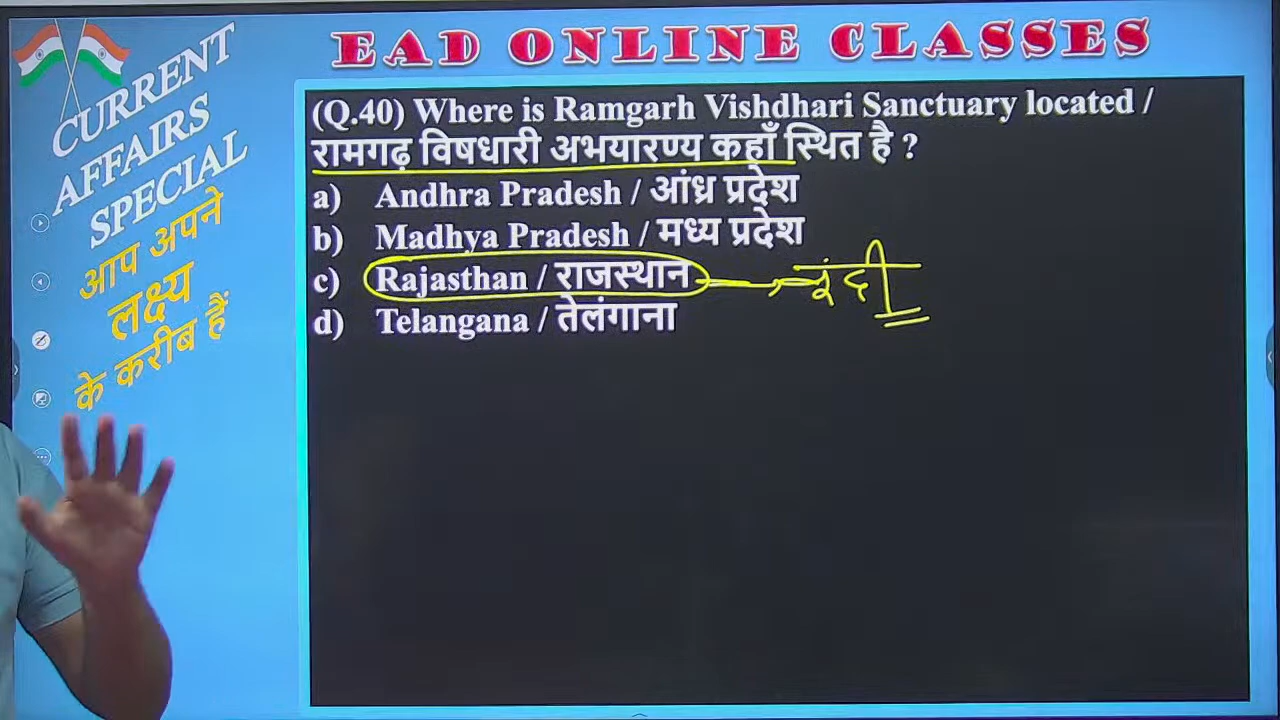 EAD ONLINE CLASSES
CURRENT
AFFAIRS
SPECIAL
आप अपने
लक्ष्य
के करीब हैं
(Q.40) Where is Ramgarh Vishdhari Sanctuary located /
रामगढ़ विषधारी अभयारण्य कहाँ स्थित है ?
a) Andhra Pradesh / आंध्र प्रदेश
b) Madhya Pradesh / मध्य प्रदेश
c) Rajasthan / राजस्थान
d) Telangana / तेलंगाना